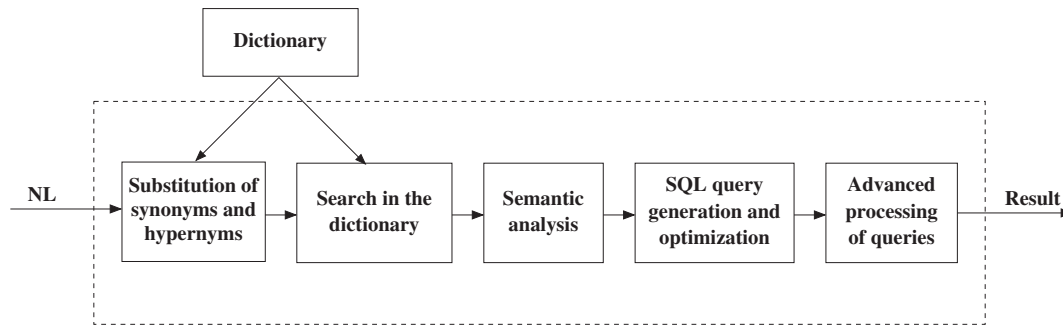 Dictionary
NL
Substitution of
synonyms and
hypernyms
Search in the
dictionary
Semantic
analysis
SQL query
generation and
optimization
Advanced
processing
of queries
Result